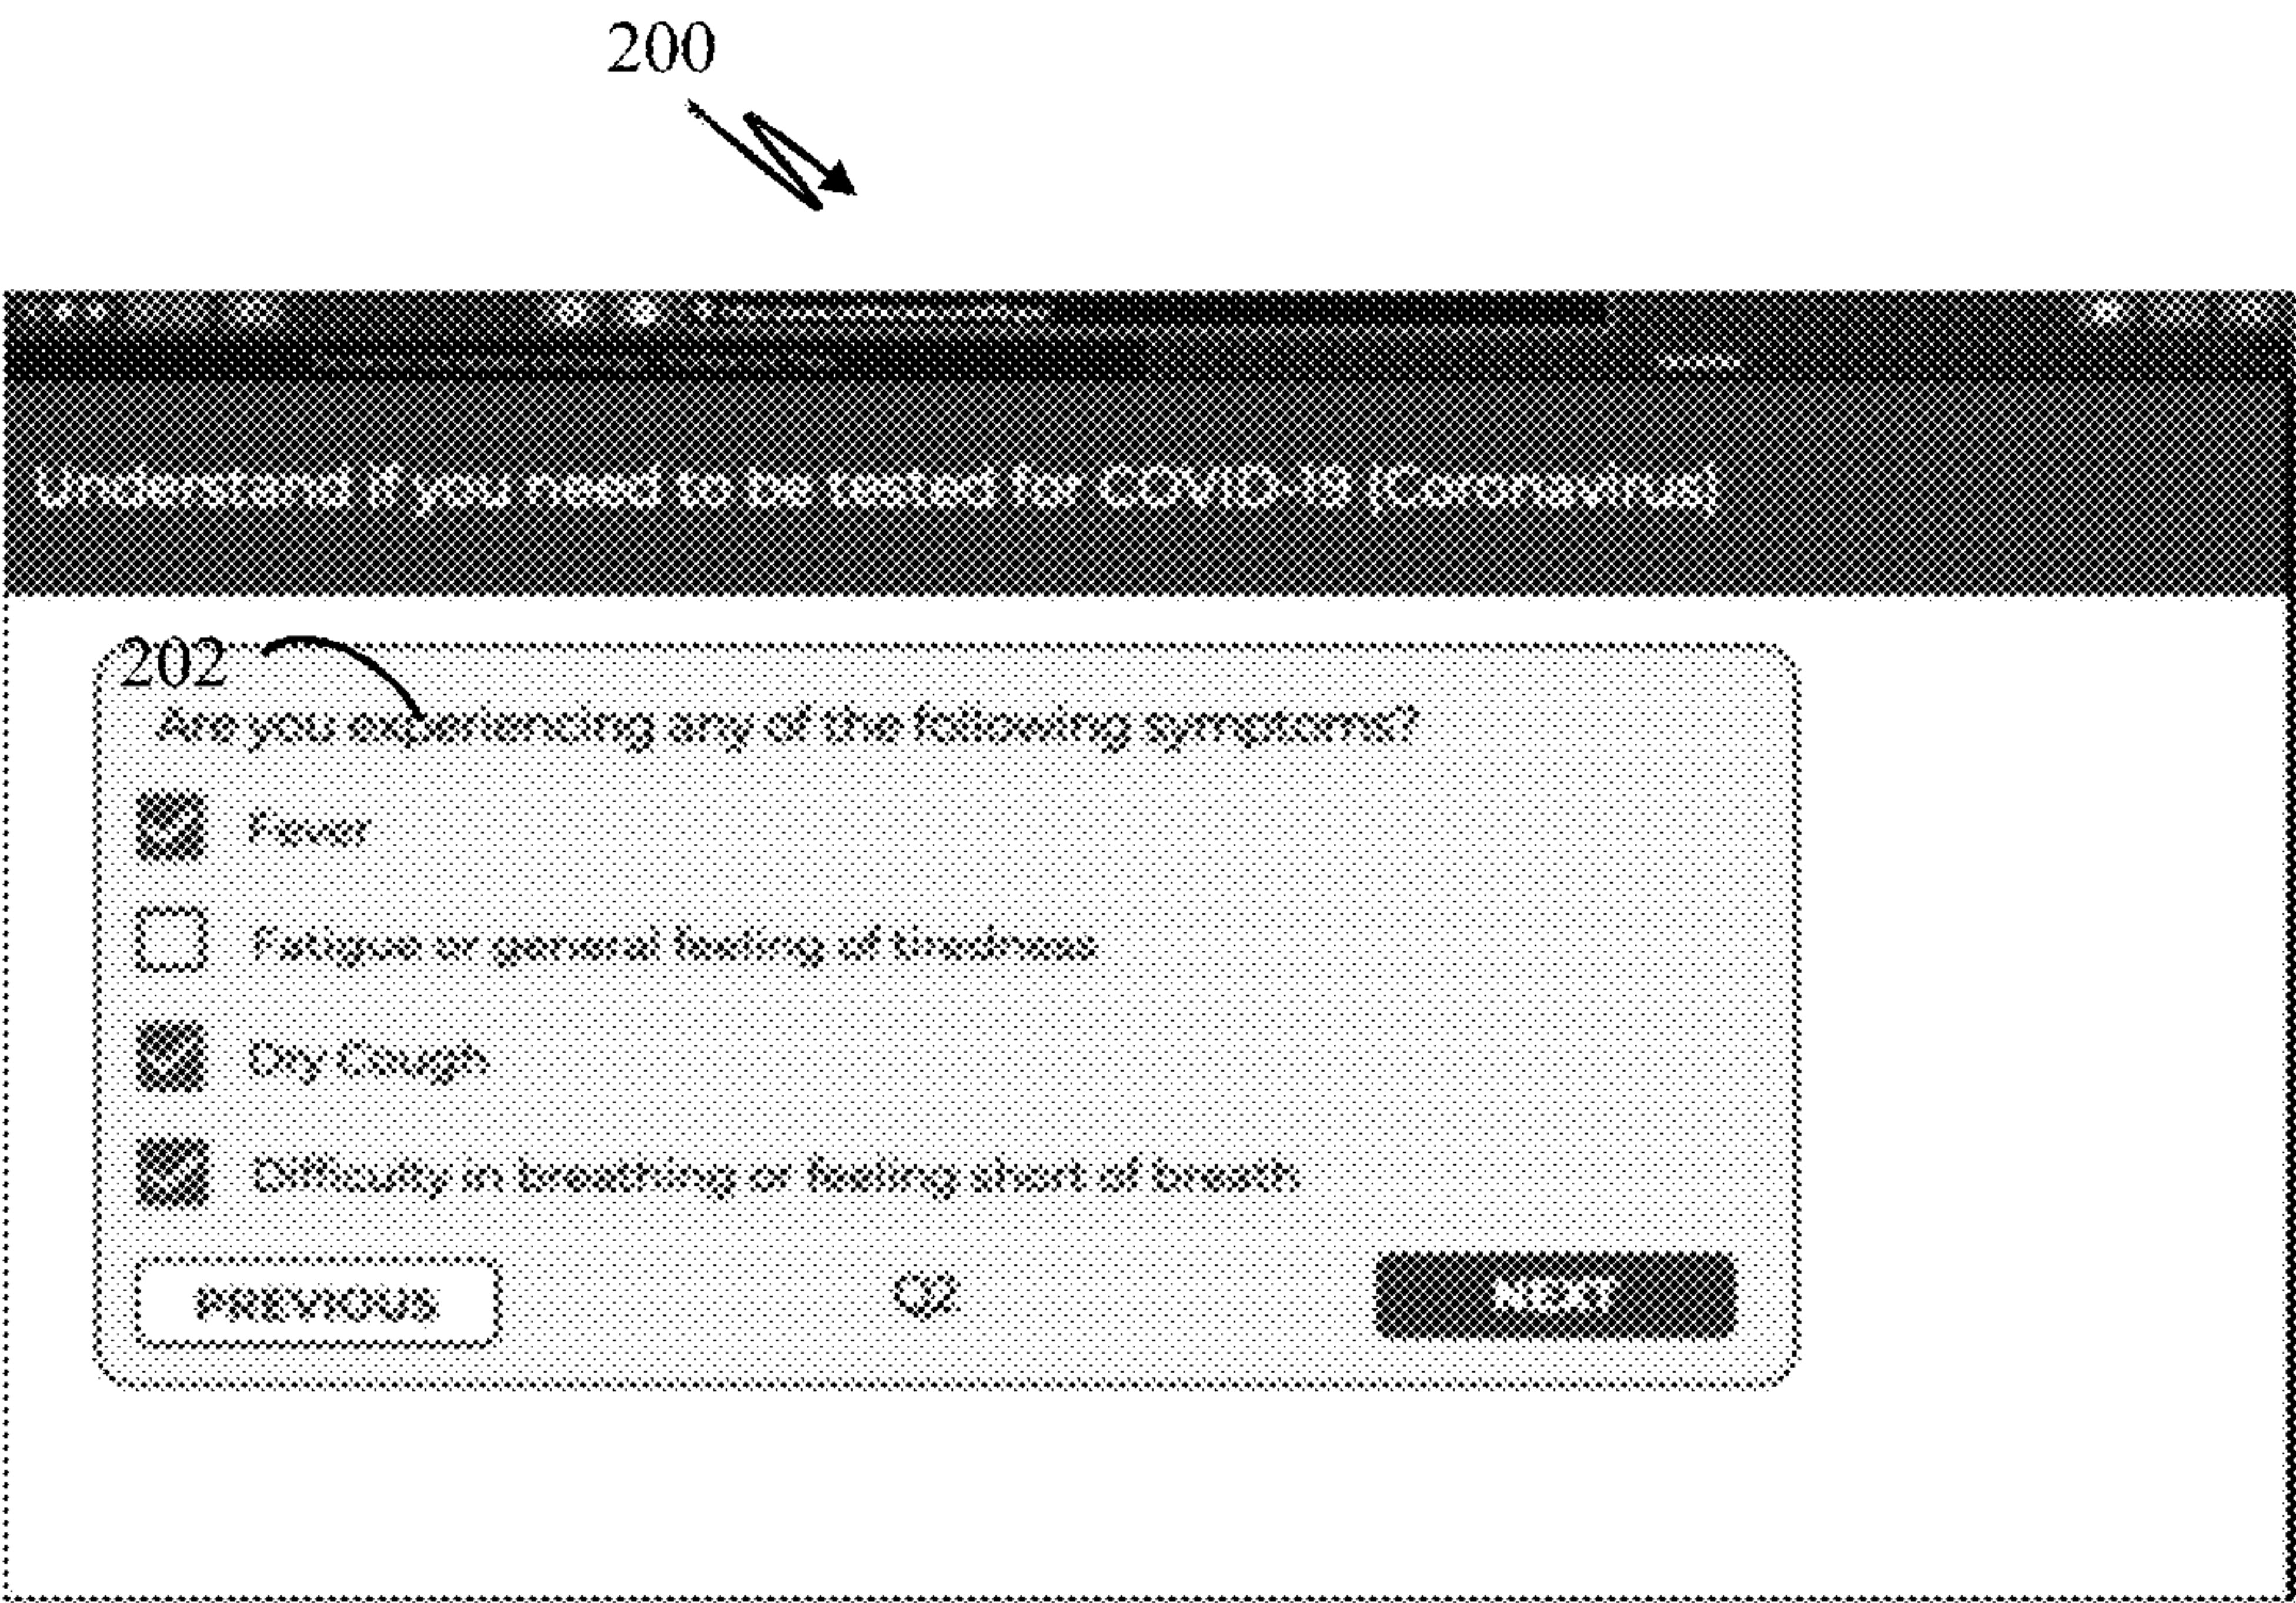 200
Understand if you need to be tested for COVID-19 (Coronavirus)
202
Are you experiencing any of the following symptoms?
Fever
Fatigue or general feeling of tiredness
Dry Cough
Difficulty in breathing or feeling short of breath
PREVIOUS
NEXT